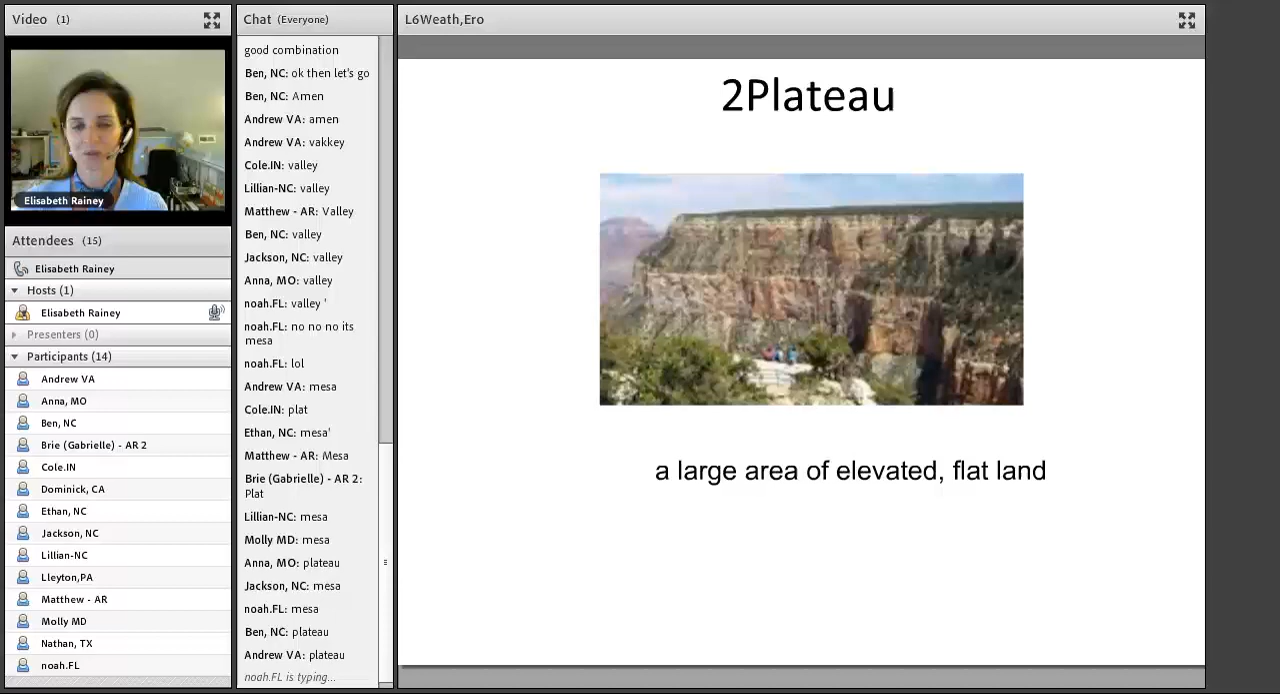 Video (1)
Elisabeth Rainey
Attendees (15)
Elisabeth Rainey
Hosts (1)
Elisabeth Rainey
Presenters (0)
Participants (14)
Andrew VA
Anna, MO
Ben, NC
Brie (Gabrielle) - AR 2
Cole.IN
Dominick, CA
Ethan, NC
Jackson, NC
Lillian-NC
Lleyton,PA
Matthew - AR
Molly MD
Nathan, TX
noah.FL
Chat (Everyone)
good combination
Ben, NC: ok then let's go
Ben, NC: Amen
Andrew VA: amen
Andrew VA: vakkey
Cole.IN: valley
Lillian-NC: valley
Matthew - AR: Valley
Ben, NC: valley
Jackson, NC: valley
Anna, MO: valley
noah.FL: valley '
noah.FL: no no no its
mesa
noah.FL: lol
Andrew VA: mesa
Cole.IN: plat
Ethan, NC: mesa'
Matthew - AR: Mesa
Brie (Gabrielle) - AR 2:
Plat
Lillian-NC: mesa
Molly MD: mesa
Anna, MO: plateau
Jackson, NC: mesa
noah.FL: mesa
Ben, NC: plateau
Andrew VA: plateau
noah.FL is typing...
L6Weath,Ero
2Plateau
a large area of elevated, flat land